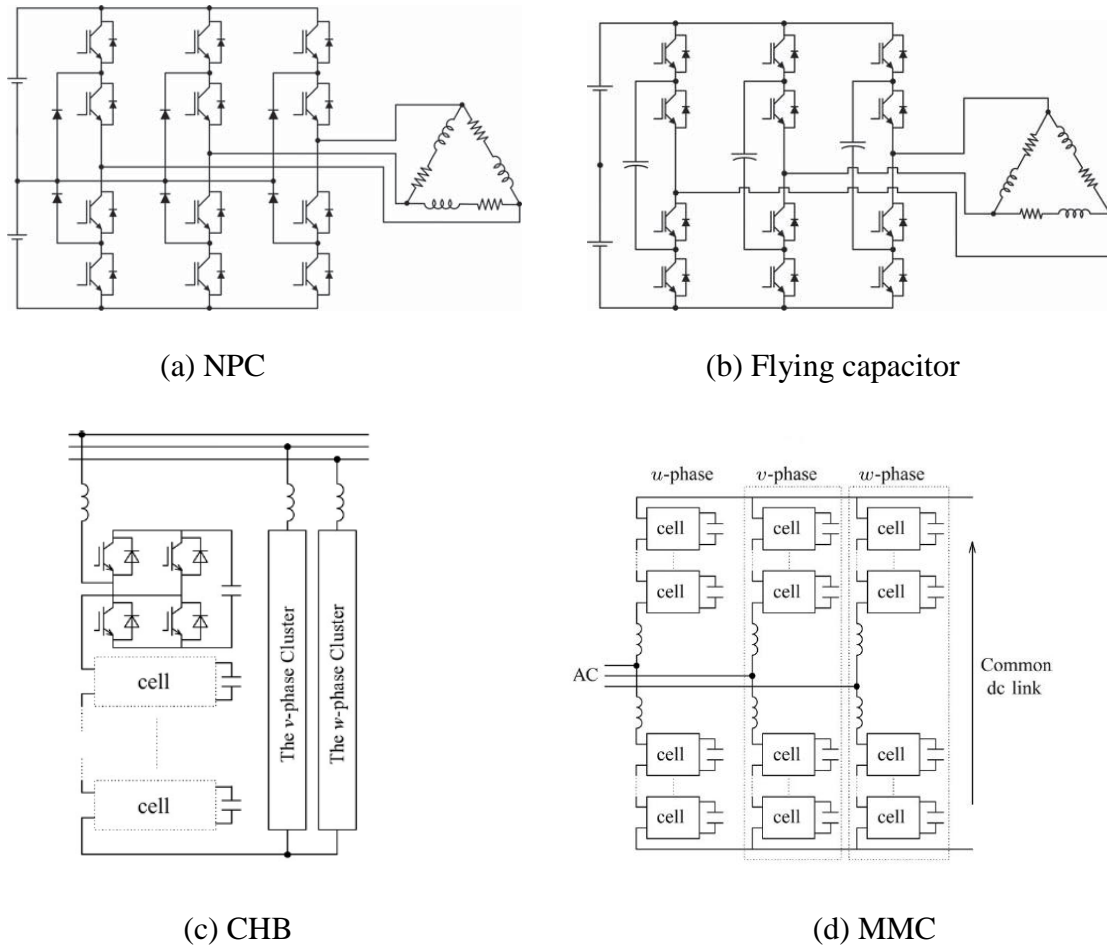 (a) NPC
(b) Flying capacitor
cell
cell
The v-phase Cluster
The w-phase Cluster
(c) CHB
u-phase
v-phase
w-phase
cell
cell
cell
cell
cell
cell
AC
Common
dc link
cell
cell
cell
cell
cell
cell
(d) MMC